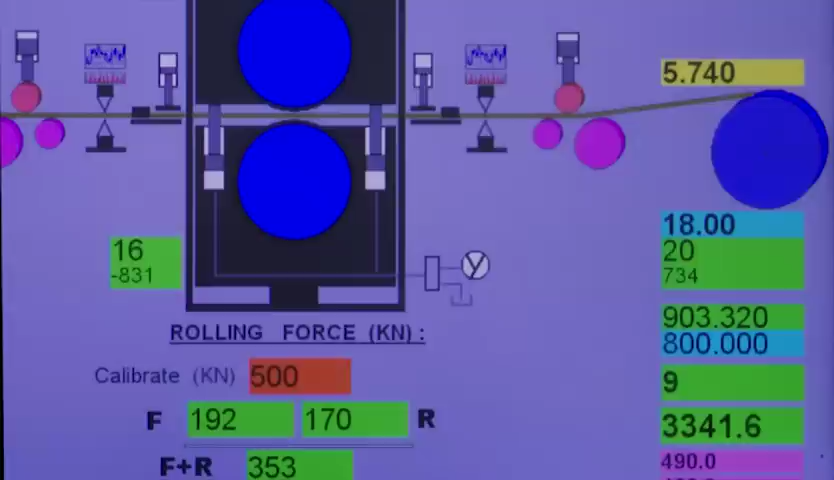 5.740
18.00
16
20
-831
734
903.320
ROLLING FORCE (KN) :
800.000
Calibrate (KN) 500
9
F 192 170 R
3341.6
F+R 353
490.0